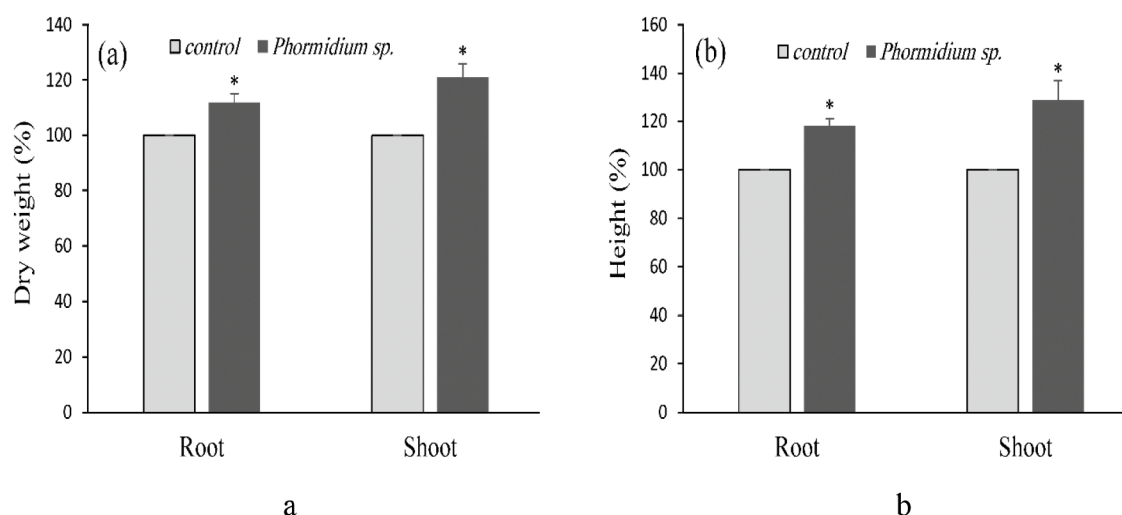 (a)
control
Phormidium sp.
Dry weight (%)
140
120
100
80
60
40
20
0
*
*
Root
Shoot
a
(b)
control
Phormidium sp.
Height (%)
160
140
120
100
80
60
40
20
0
*
*
Root
Shoot
b